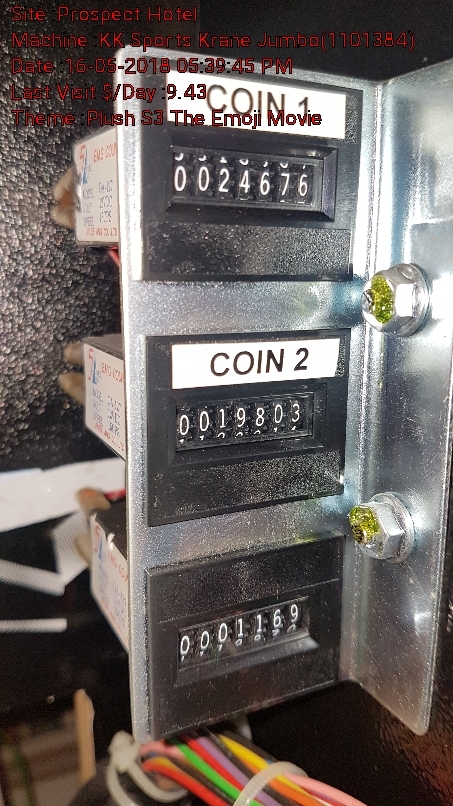 Site :Prospect Hotel
Machine :KK Sports Krane Jumbo(1101384)
Date :16-05-2018 05:39:45 PM
Last Visit $/Day :9.43
Theme :Plush S3 The Emoji Movie
COIN 1
0024676
COIN 2
0019803
0001169